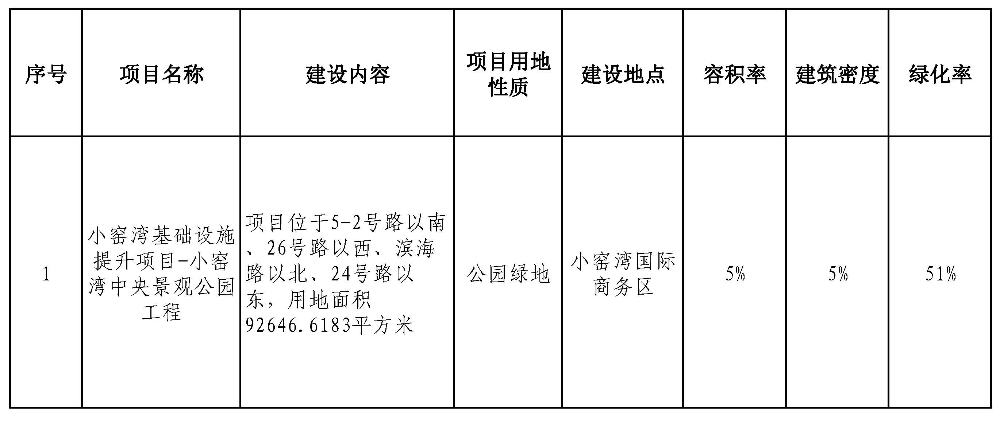 序号
项目名称
建设内容
项目用地
性质
建设地点
容积率
建筑密度
绿化率
1
小窑湾基础设施
提升项目-小窑
湾中央景观公园
工程
项目位于5-2号路以南
、26号路以西、滨海
路以北、24号路以
东，用地面积
92646.6183平方米
公园绿地
小窑湾国际
商务区
5%
5%
51%